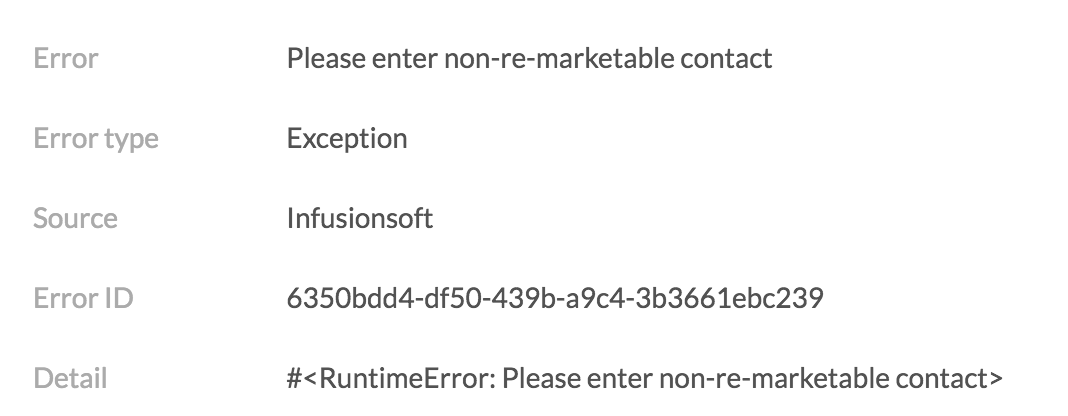 Error Please enter non-re-marketable contact
Error type Exception
Source Infusionsoft
Error ID 6350bdd4-df50-439b-a9c4-3b3661ebc239
Detail #<RuntimeError: Please enter non-re-marketable contact>